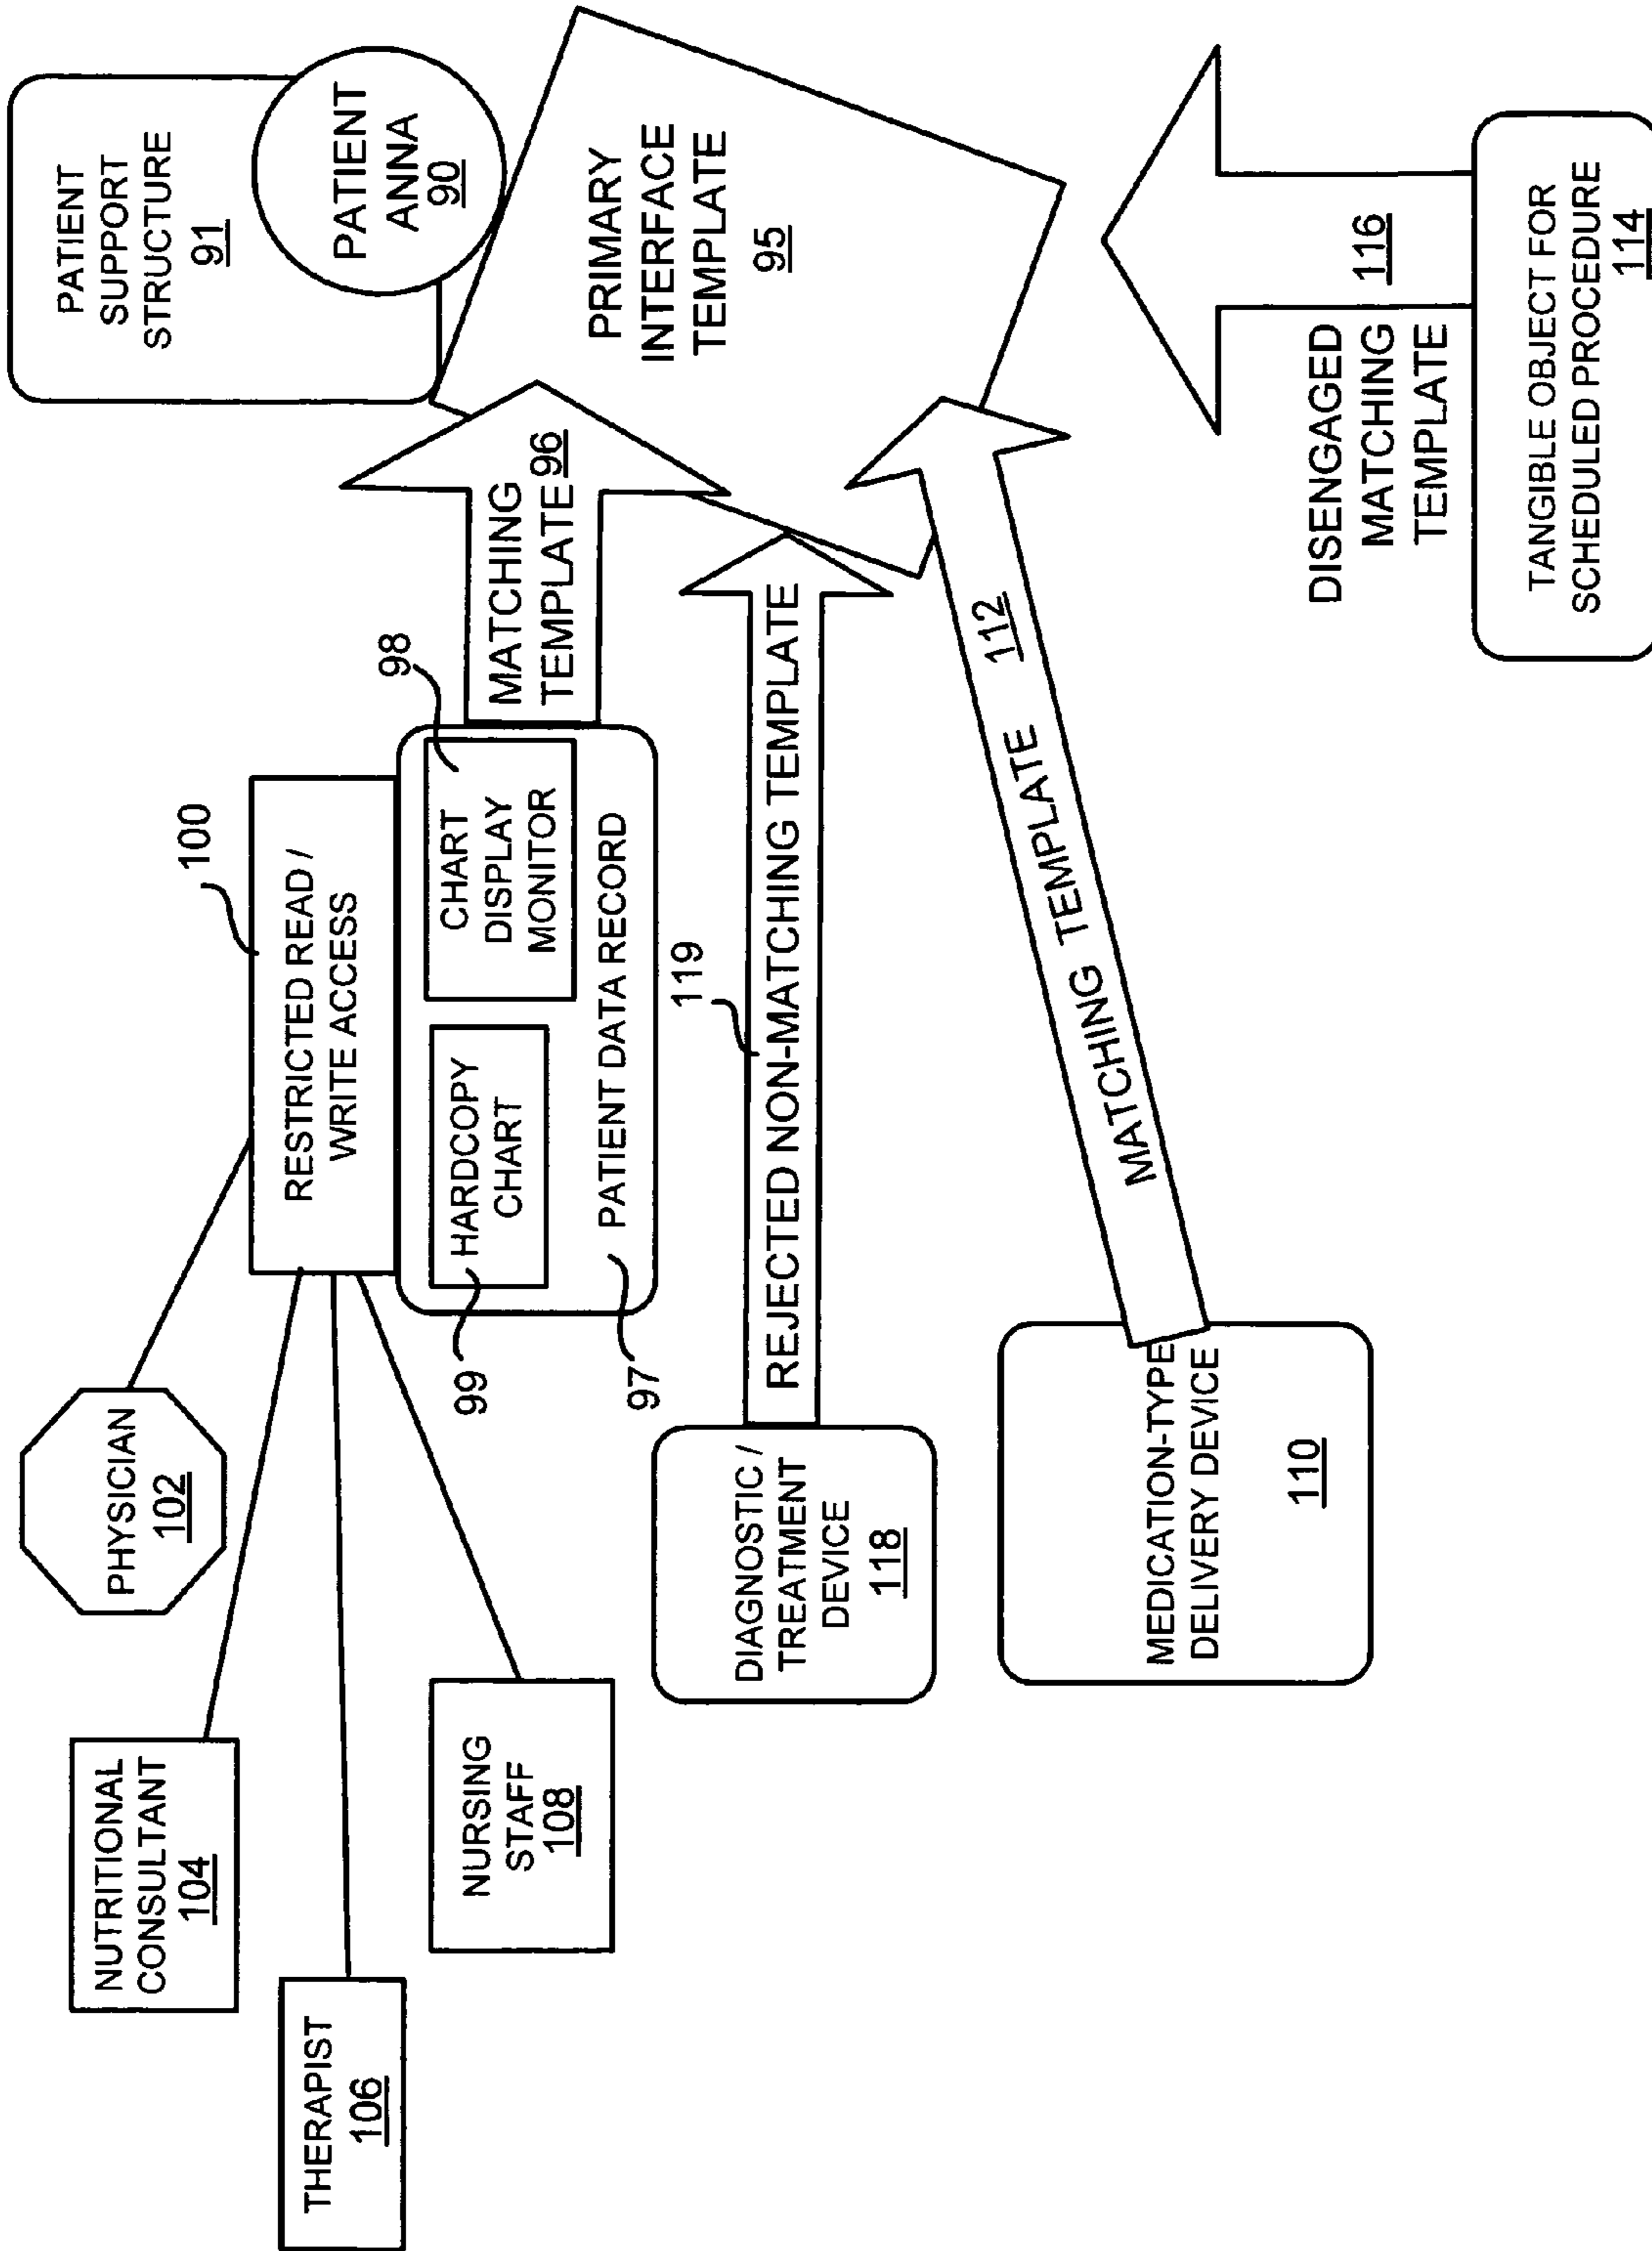 PATIENT
SUPPORT
STRUCTURE
91
PATIENT
ANNA
90
PRIMARY
INTERFACE
TEMPLATE
95
MATCHING
TEMPLATE 96
98
100
RESTRICTED READ /
WRITE ACCESS
CHART
DISPLAY
MONITOR
HARDCOPY
CHART
99
PATIENT DATA RECORD
97
PHYSICIAN
102
NUTRITIONAL
CONSULTANT
104
THERAPIST
106
NURSING
STAFF
108
119
REJECTED NON-MATCHING TEMPLATE
DIAGNOSTIC /
TREATMENT
DEVICE
118
MATCHING TEMPLATE 112
MEDICATION-TYPE
DELIVERY DEVICE
110
DISENGAGED
MATCHING
TEMPLATE
116
TANGIBLE OBJECT FOR
SCHEDULED PROCEDURE
114